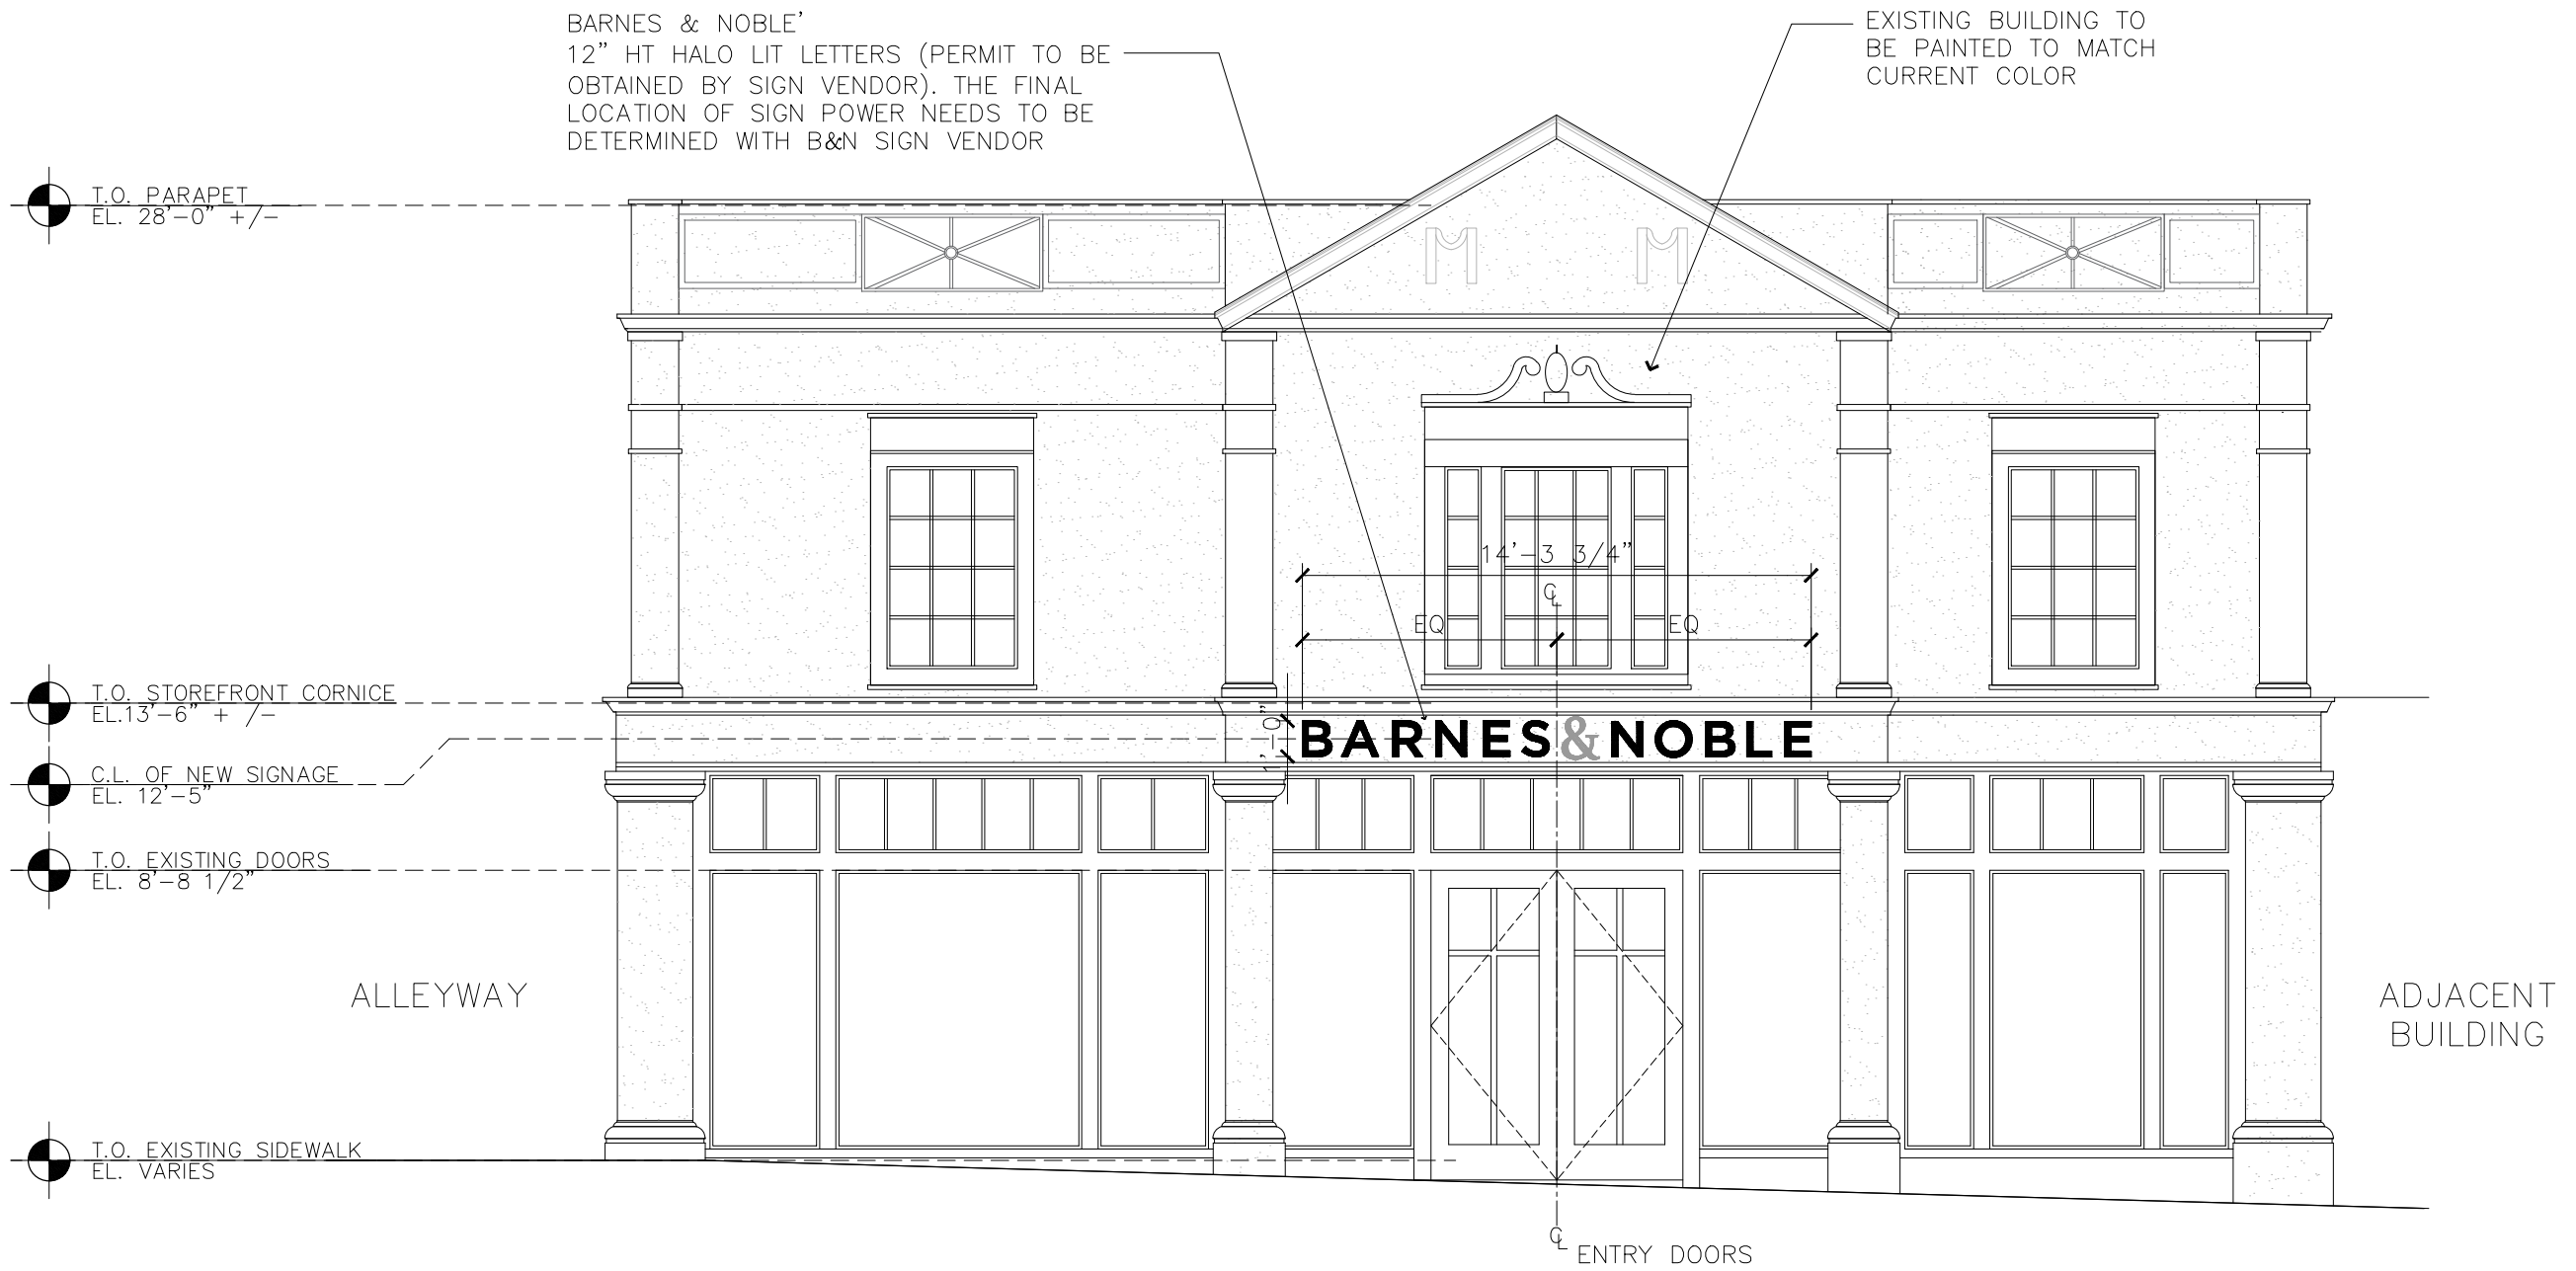 BARNES & NOBLE'
12" HT HALO LIT LETTERS (PERMIT TO BE
OBTAINED BY SIGN VENDOR). THE FINAL
LOCATION OF SIGN POWER NEEDS TO BE
DETERMINED WITH B&N SIGN VENDOR
EXISTING BUILDING TO
BE PAINTED TO MATCH
CURRENT COLOR
T.O. PARAPET
EL. 28'-0" +/-
M M
14'-3 3/4"
CL
EQ EQ
T.O. STOREFRONT CORNICE
EL.13'-6" + /-
1'-0"
BARNES&NOBLE
C.L. OF NEW SIGNAGE
EL. 12'-5"
T.O. EXISTING DOORS
EL. 8'-8 1/2"
ALLEYWAY
ADJACENT
BUILDING
T.O. EXISTING SIDEWALK
EL. VARIES
CL ENTRY DOORS